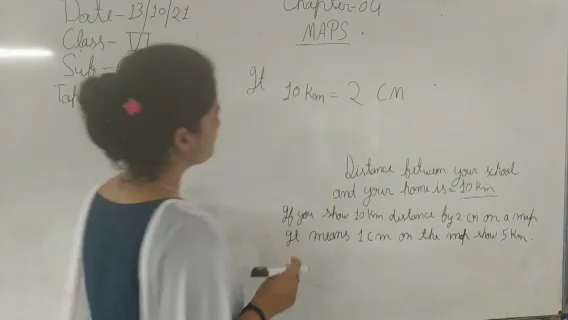 Date-13/10/21
Chapter-04
Class-VI
MAPS.
Sub-
It 10 Km = 2 CM
Distance between your school
and your home is = 10 Km
If you show 10 Km distance by 2 cm on a map
It means 1 cm on the map show 5 Km.